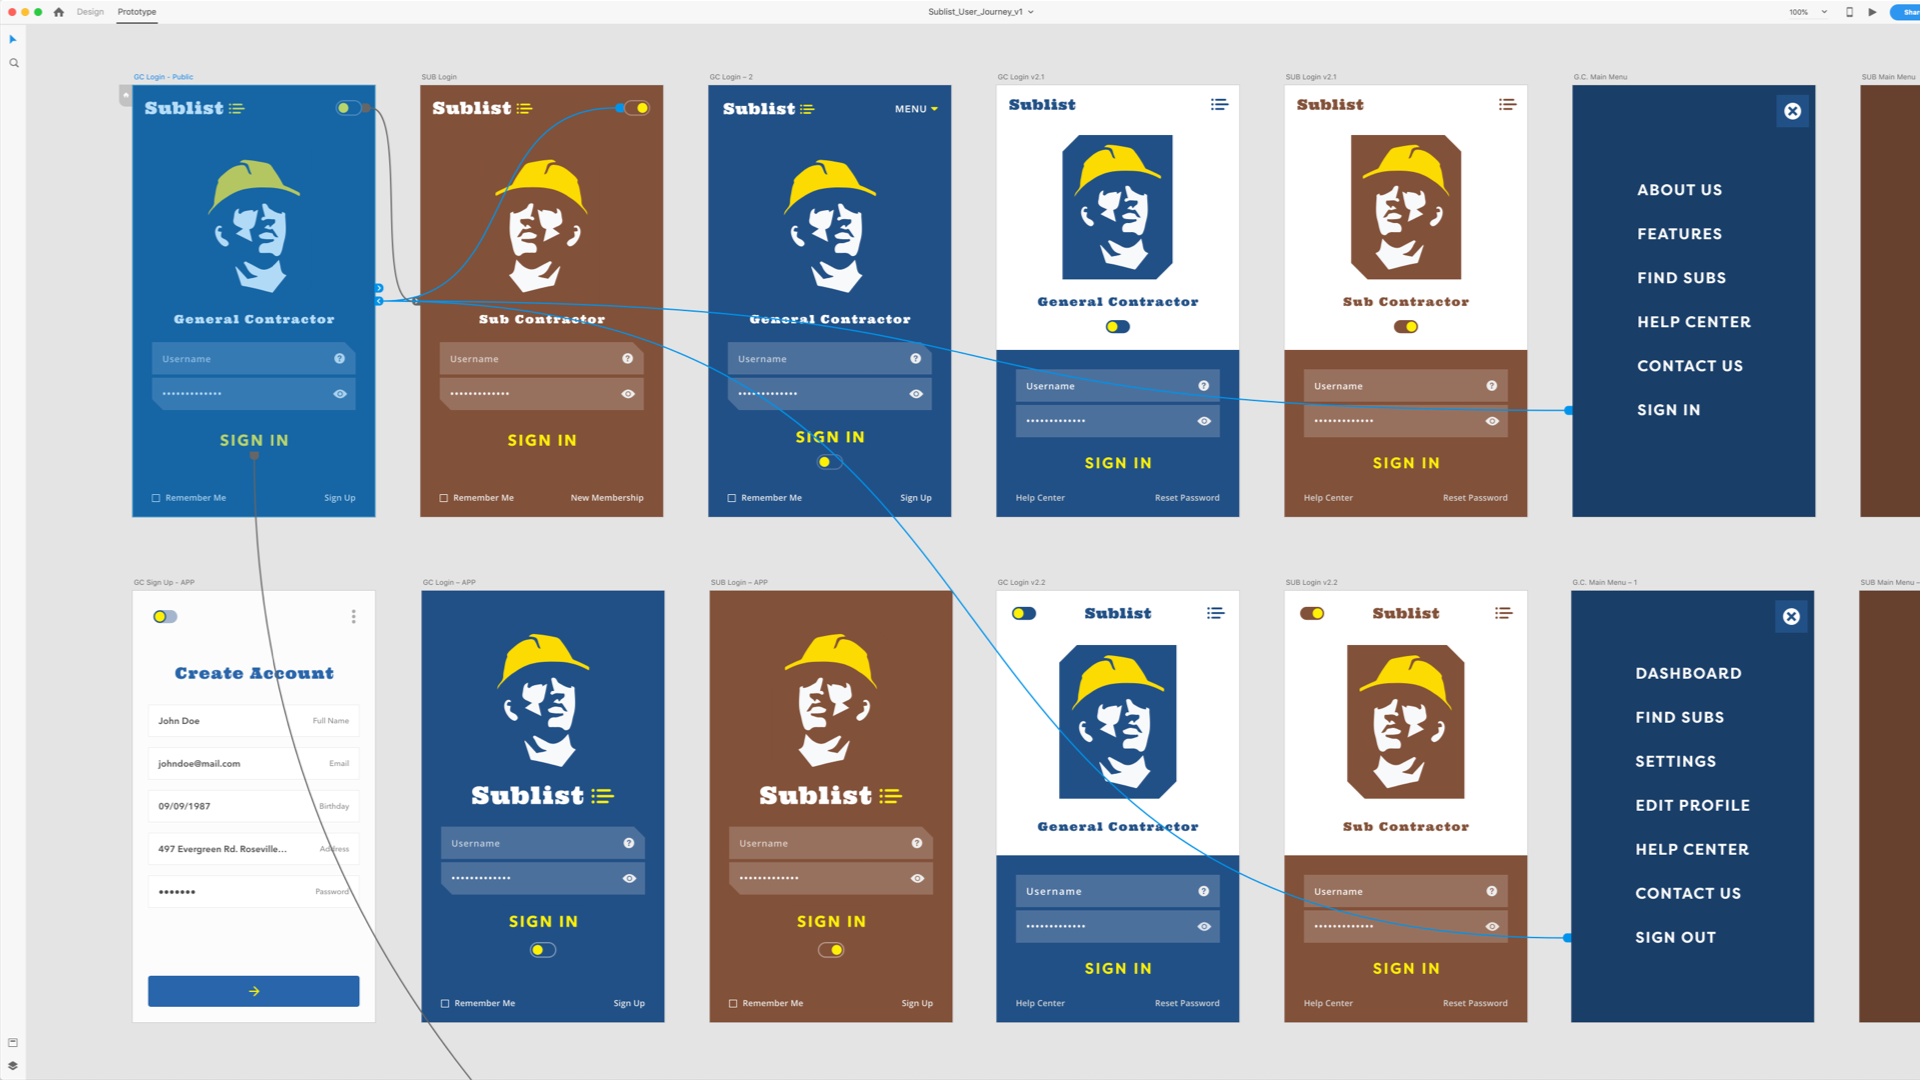 Design
Prototype
Sublist_User_Journey_v1
100%
Shar
GC Login - Public
SUB Login
GC Login – 2
GC Login v2.1
SUB Login v2.1
G.C. Main Menu
SUB Main Menu
Sublist
General Contractor
Username
SIGN IN
Remember Me
Sign Up
Sublist
Sub Contractor
Username
SIGN IN
Remember Me
New Membership
Sublist
MENU
General Contractor
Username
SIGN IN
Remember Me
Sign Up
Sublist
General Contractor
Username
SIGN IN
Help Center
Reset Password
Sublist
Sub Contractor
Username
SIGN IN
Help Center
Reset Password
ABOUT US
FEATURES
FIND SUBS
HELP CENTER
CONTACT US
SIGN IN
GC Sign Up - APP
GC Login – APP
SUB Login – APP
GC Login v2.2
SUB Login v2.2
G.C. Main Menu – 1
SUB Main Menu –
Create Account
John Doe
Full Name
johndoe@mail.com
Email
09/09/1987
Birthday
497 Evergreen Rd. Roseville...
Address
Password
Sublist
Username
SIGN IN
Remember Me
Sign Up
Sublist
Username
SIGN IN
Remember Me
Sign Up
Sublist
General Contractor
Username
SIGN IN
Help Center
Reset Password
Sublist
Sub Contractor
Username
SIGN IN
Help Center
Reset Password
DASHBOARD
FIND SUBS
SETTINGS
EDIT PROFILE
HELP CENTER
CONTACT US
SIGN OUT